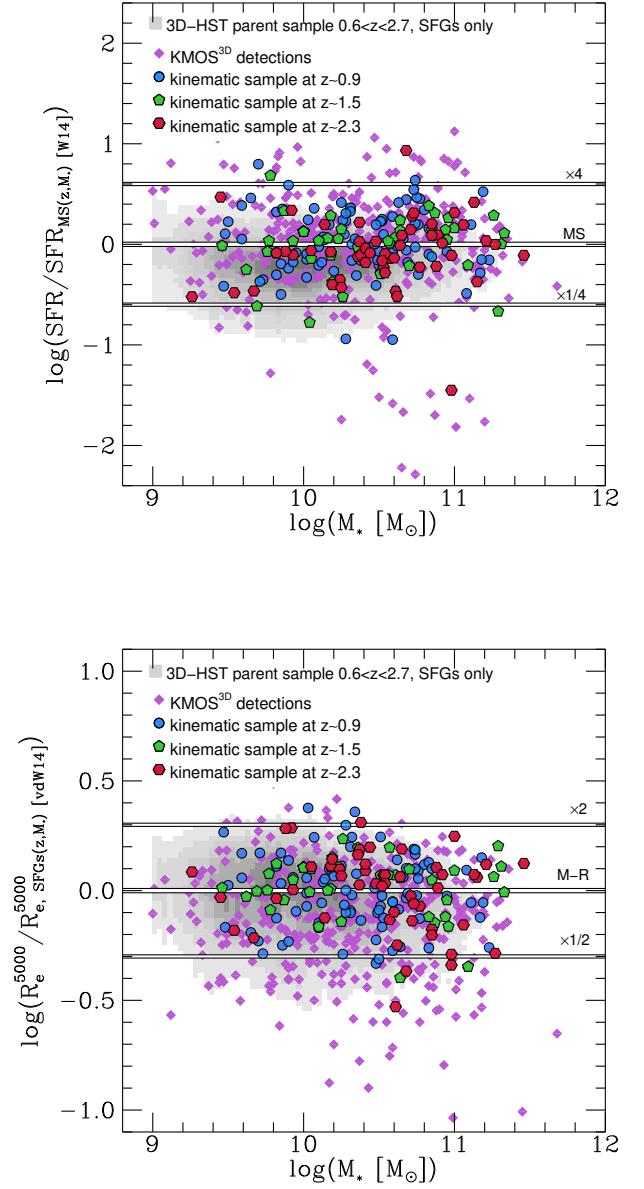 3D-HST parent sample 0.6<z<2.7, SFGs only
KMOS3D detections
kinematic sample at z~0.9
kinematic sample at z~1.5
kinematic sample at z~2.3
×4
MS
×1/4
2
1
0
−1
−2
log(SFR/SFRMS(z,M*) [W14])
9 10 11 12
log(M* [M⊙])
3D-HST parent sample 0.6<z<2.7, SFGs only
KMOS3D detections
kinematic sample at z~0.9
kinematic sample at z~1.5
kinematic sample at z~2.3
×2
M−R
×1/2
1.0
0.5
0.0
−0.5
−1.0
log(Re5000/Re, SFGs(z,M*) [vdW14]5000)
9 10 11 12
log(M* [M⊙])